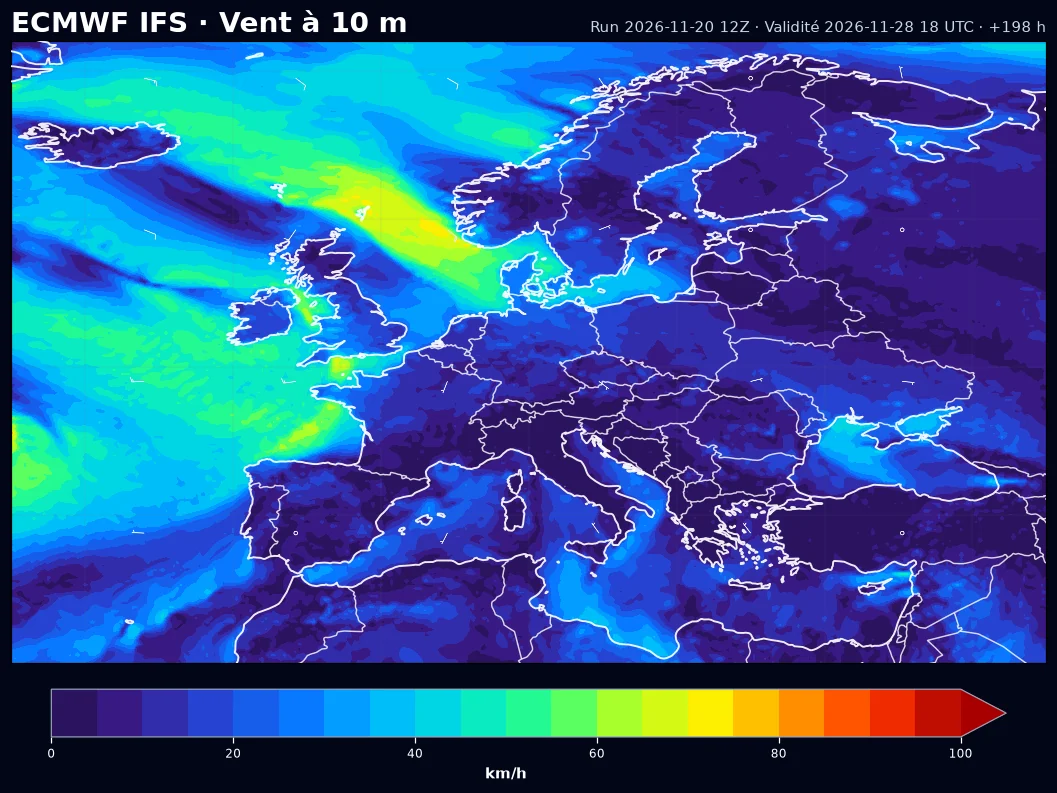 ECMWF IFS · Vent à 10 m
Run 2026-11-20 12Z · Validité 2026-11-28 18 UTC · +198 h
0 20 40 60 80 100
km/h